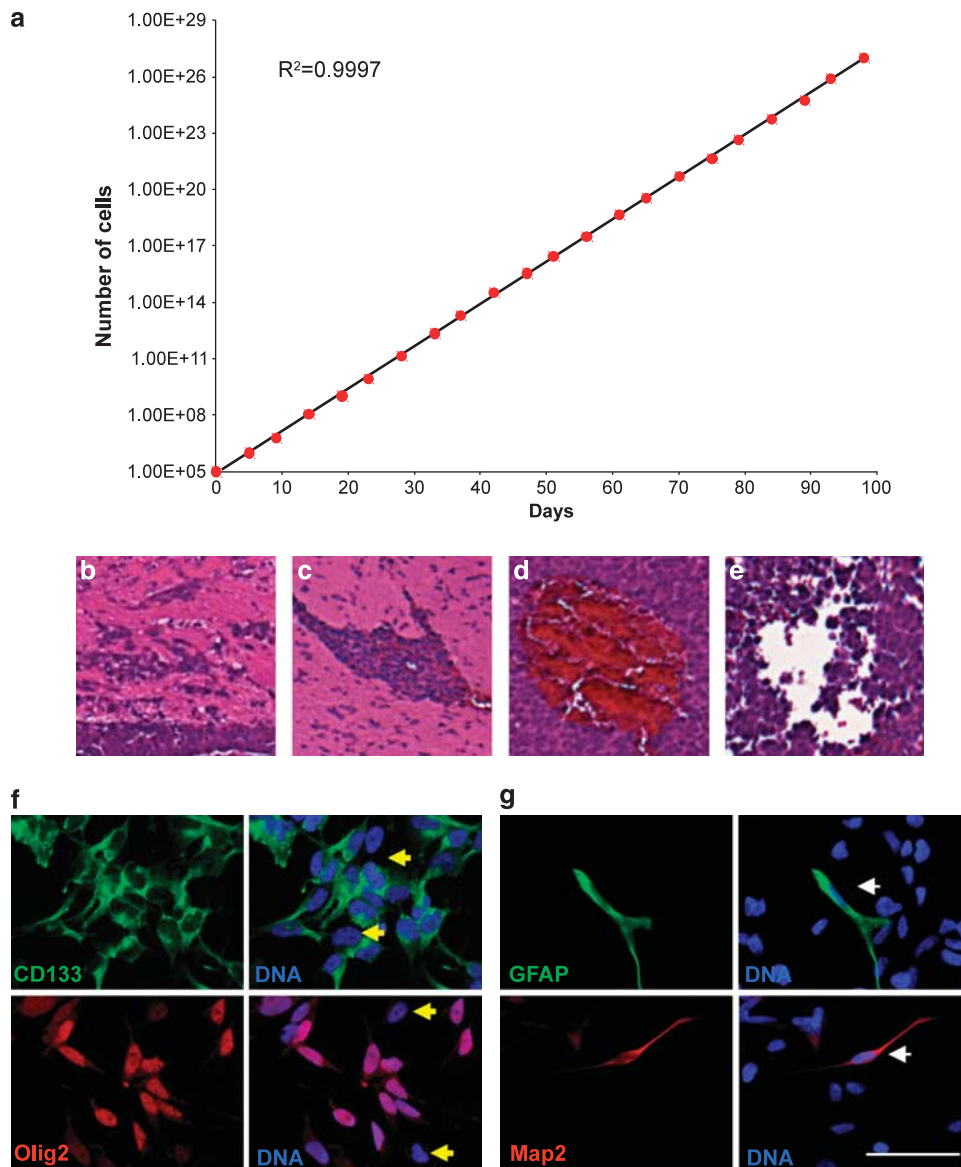 a
1.00E+29
1.00E+26
1.00E+23
1.00E+20
1.00E+17
1.00E+14
1.00E+11
1.00E+08
1.00E+05
R²=0.9997
Number of cells
0 10 20 30 40 50 60 70 80 90 100
Days
b c d e
f
CD133 DNA
Olig2 DNA
g
GFAP DNA
Map2 DNA